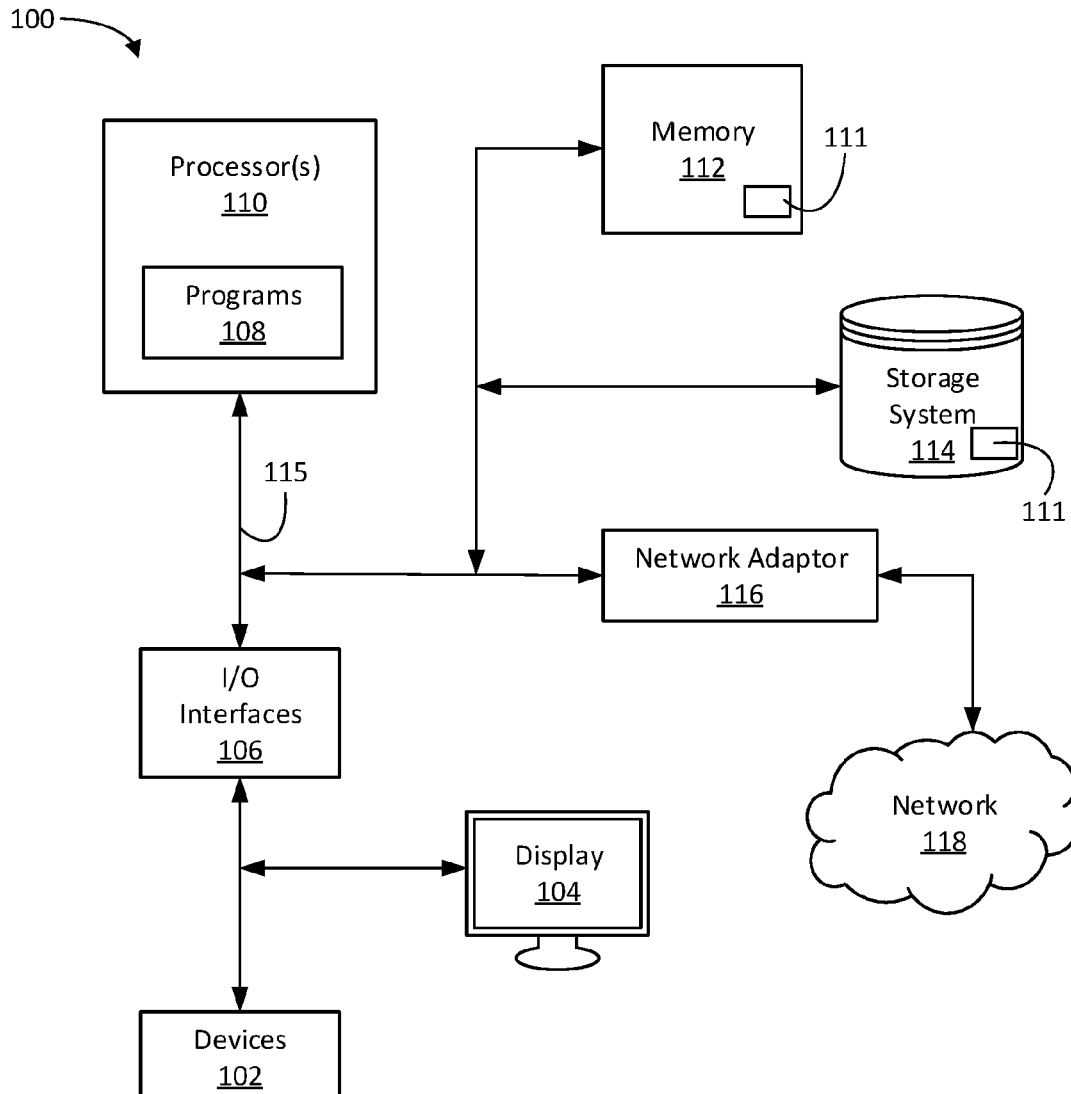 100
Processor(s)
110
Programs
108
Memory
112
111
Storage
System
114
111
115
Network Adaptor
116
I/O
Interfaces
106
Network
118
Display
104
Devices
102